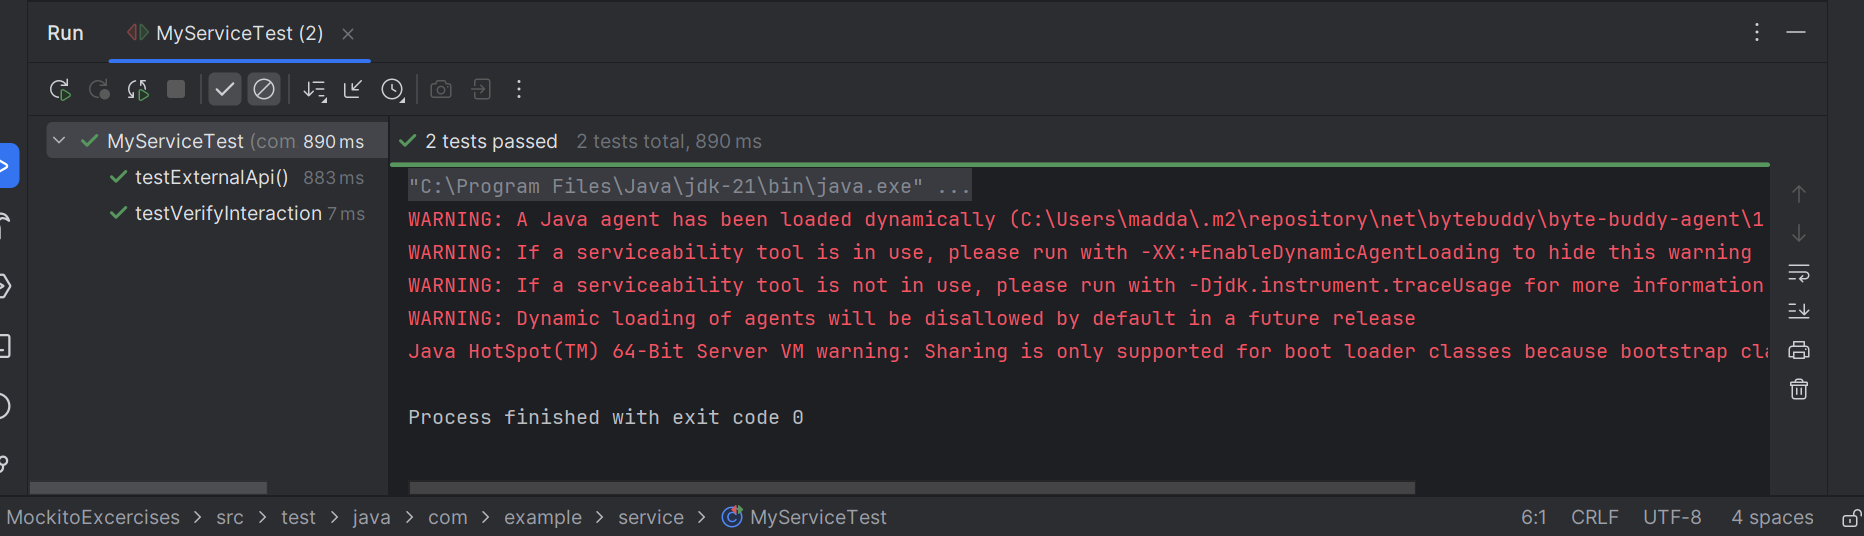 Run MyServiceTest (2)
MyServiceTest (com 890 ms
testExternalApi() 883 ms
testVerifyInteraction 7 ms
2 tests passed 2 tests total, 890 ms
"C:\Program Files\Java\jdk-21\bin\java.exe" ...
WARNING: A Java agent has been loaded dynamically (C:\Users\madda\.m2\repository\net\bytebuddy\byte-buddy-agent\1
WARNING: If a serviceability tool is in use, please run with -XX:+EnableDynamicAgentLoading to hide this warning
WARNING: If a serviceability tool is not in use, please run with -Djdk.instrument.traceUsage for more information
WARNING: Dynamic loading of agents will be disallowed by default in a future release
Java HotSpot(TM) 64-Bit Server VM warning: Sharing is only supported for boot loader classes because bootstrap cla
Process finished with exit code 0
MockitoExcercises > src > test > java > com > example > service > MyServiceTest 6:1 CRLF UTF-8 4 spaces